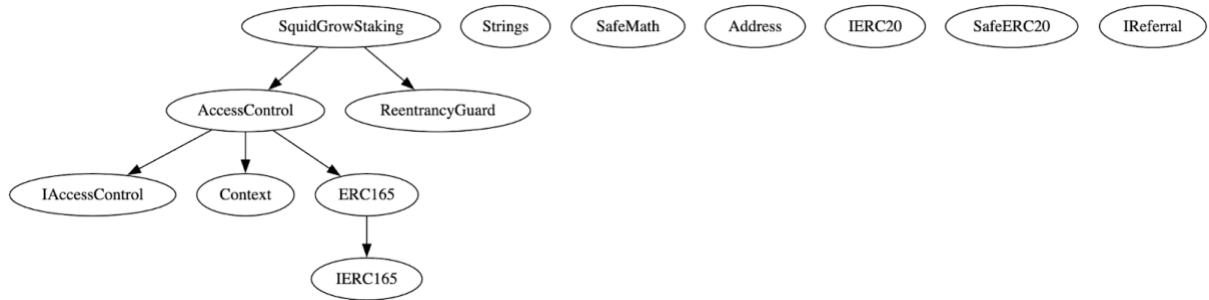 SquidGrowStaking Strings SafeMath Address IERC20 SafeERC20 IReferral
AccessControl ReentrancyGuard
IAccessControl Context ERC165
IERC165